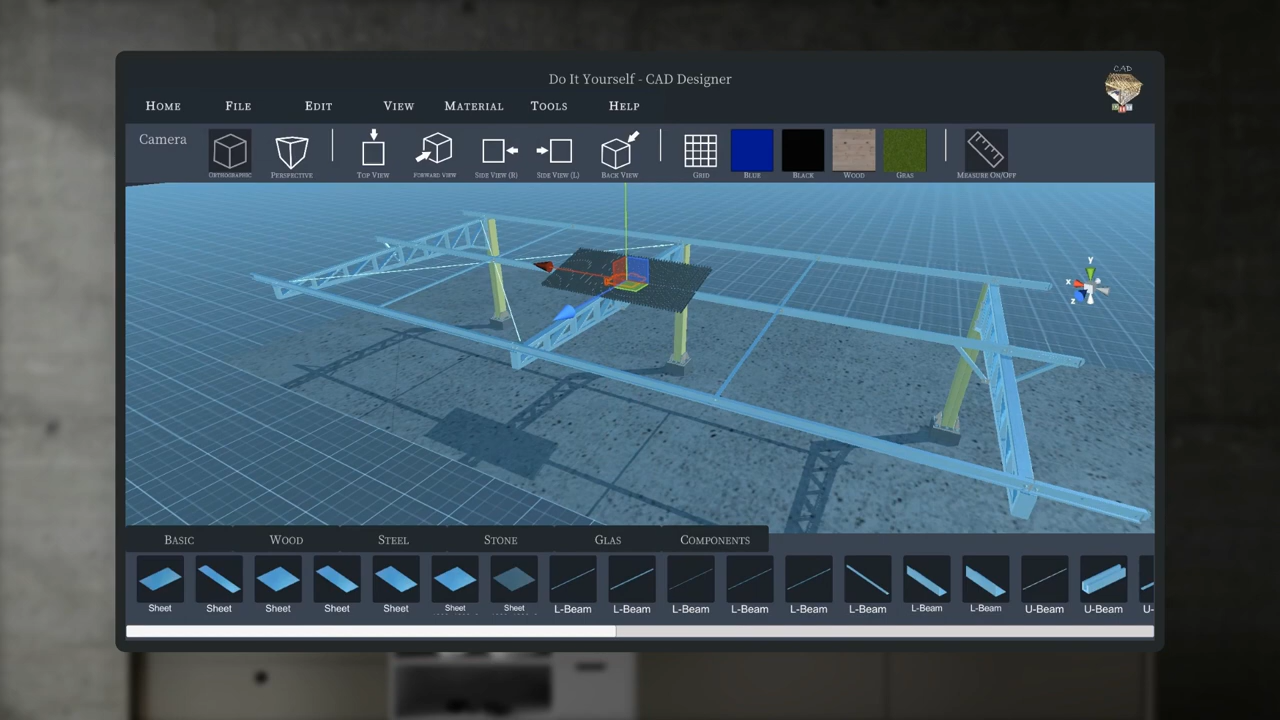 CAD
Do It Yourself - CAD Designer
Home File Edit View Material Tools Help
Camera
Orthographic Perspective Top View Forward View Side View (R) Side View (L) Back View Grid Blue Black Wood Gras Measure On/Off
y
x
z
Basic Wood Steel Stone Glas Components
Sheet Sheet Sheet Sheet Sheet Sheet Sheet L-Beam L-Beam L-Beam L-Beam L-Beam L-Beam L-Beam L-Beam U-Beam U-Beam U-